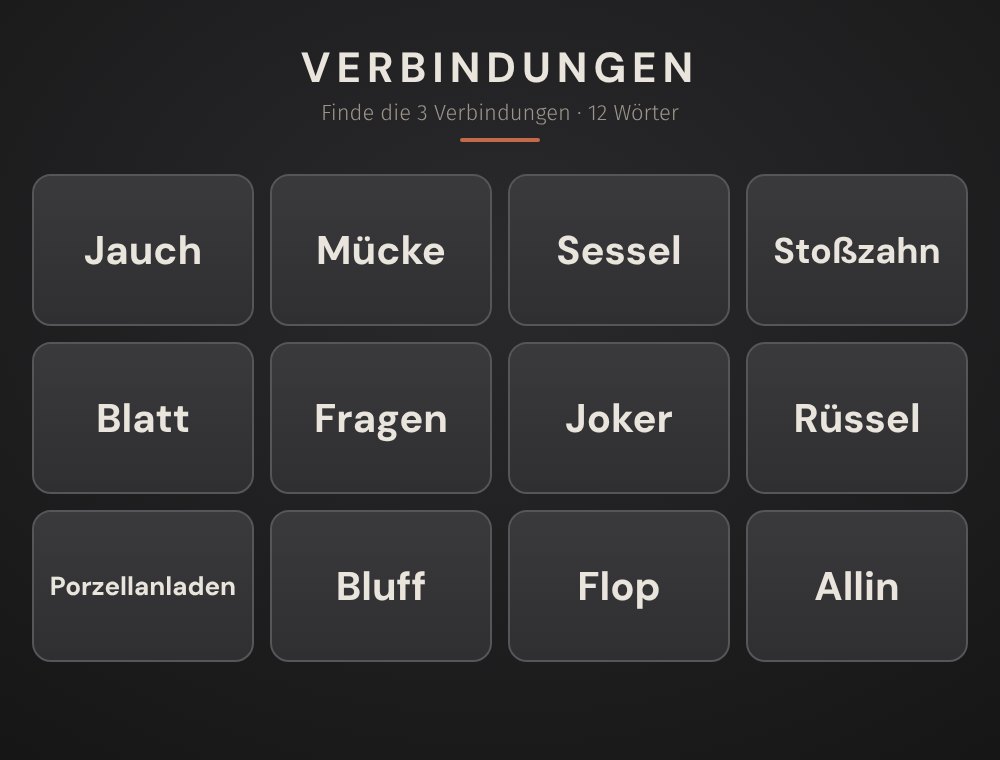 VERBINDUNGEN
Finde die 3 Verbindungen · 12 Wörter
Jauch Mücke Sessel Stoßzahn
Blatt Fragen Joker Rüssel
Porzellanladen Bluff Flop Allin